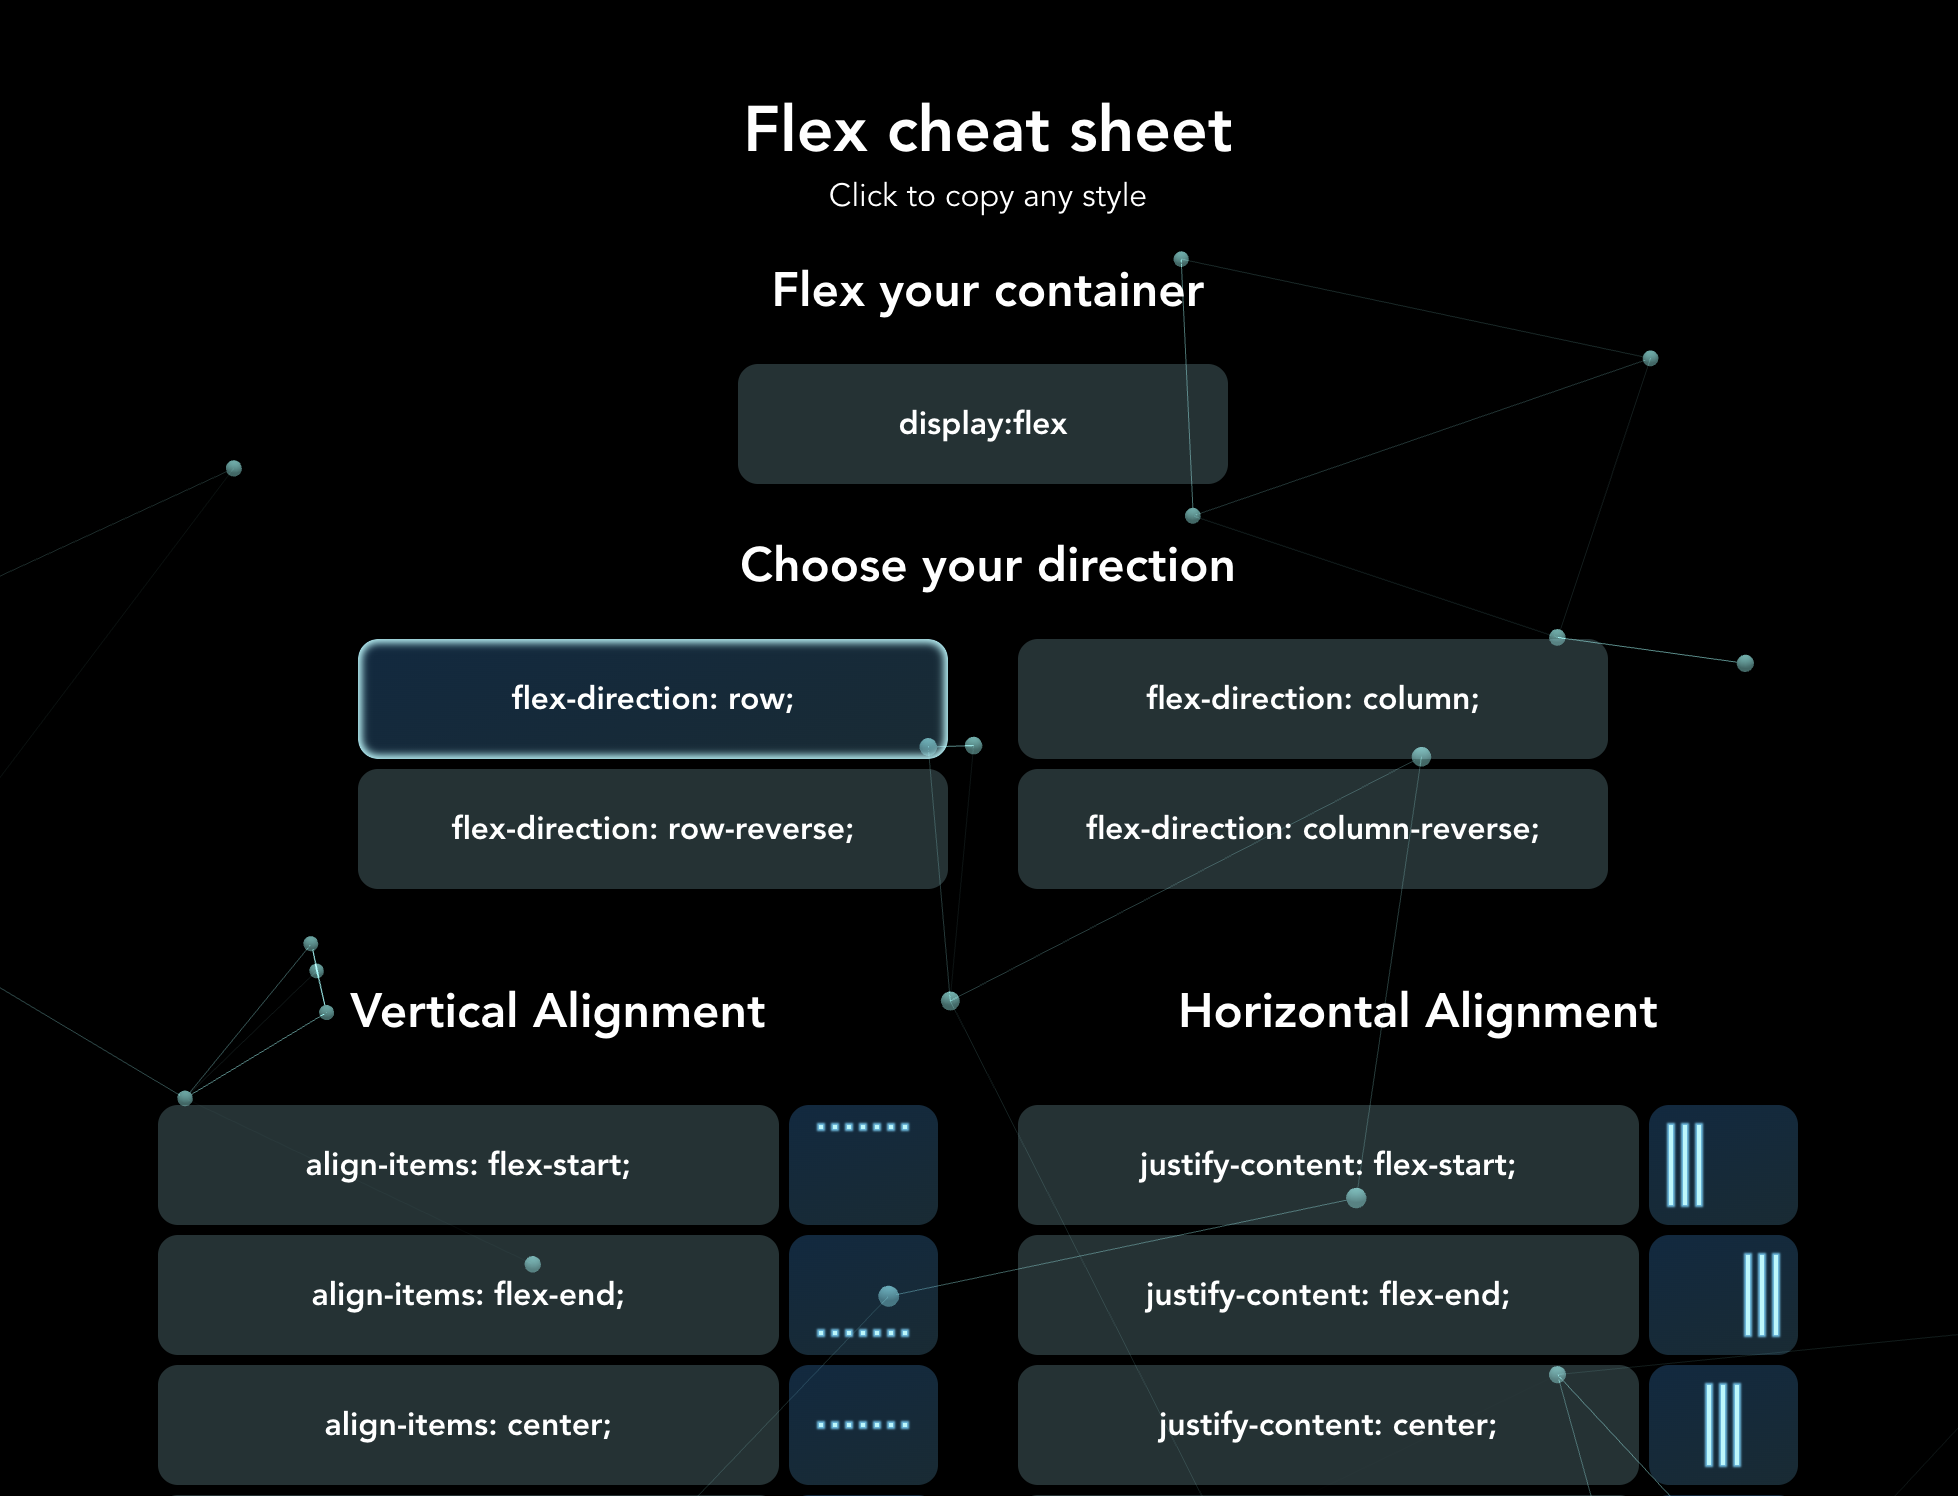 Flex cheat sheet
Click to copy any style
Flex your container
display:flex
Choose your direction
flex-direction: row;
flex-direction: column;
flex-direction: row-reverse;
flex-direction: column-reverse;
Vertical Alignment
Horizontal Alignment
align-items: flex-start;
justify-content: flex-start;
align-items: flex-end;
justify-content: flex-end;
align-items: center;
justify-content: center;